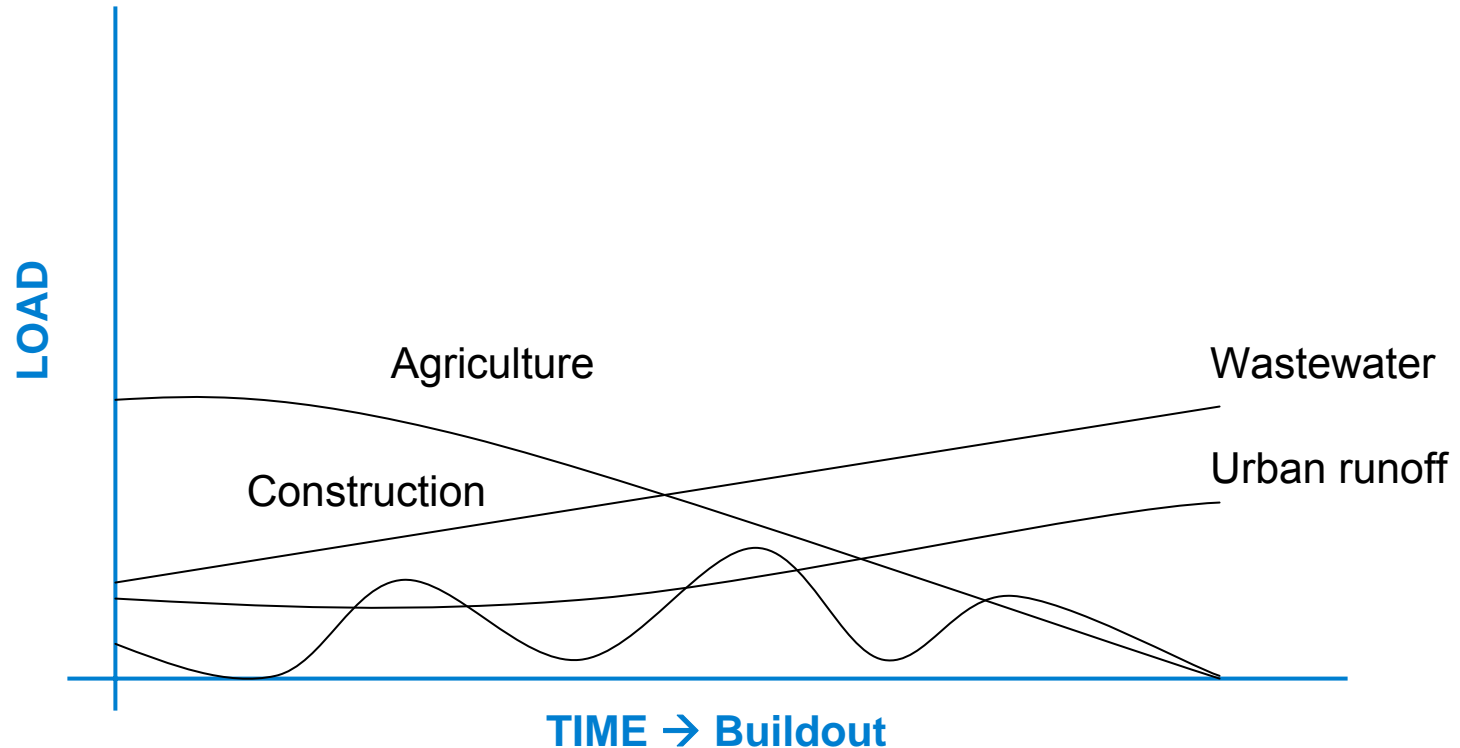 LOAD
Agriculture
Wastewater
Construction
Urban runoff
TIME → Buildout